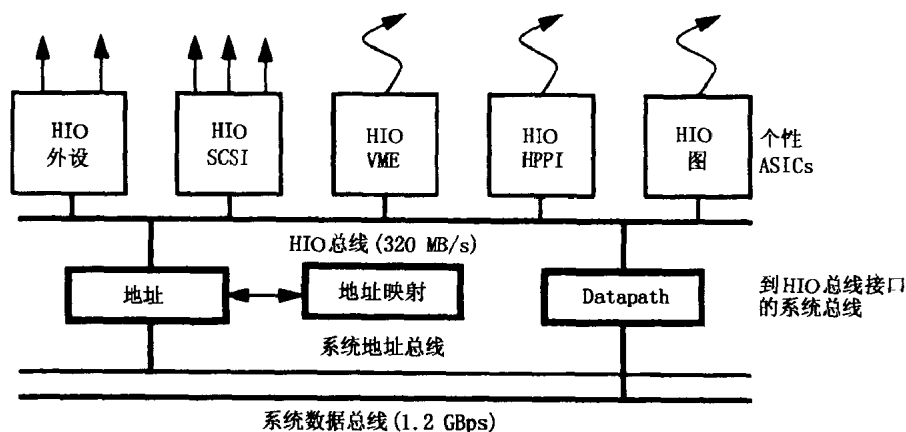 HIO
外设
HIO
SCSI
HIO
VME
HIO
HPPI
HIO
图
个性
ASICs
HIO总线(320 MB/s)
地址
地址映射
Datapath
到HIO总线接口
的系统总线
系统地址总线
系统数据总线(1.2 GBps)